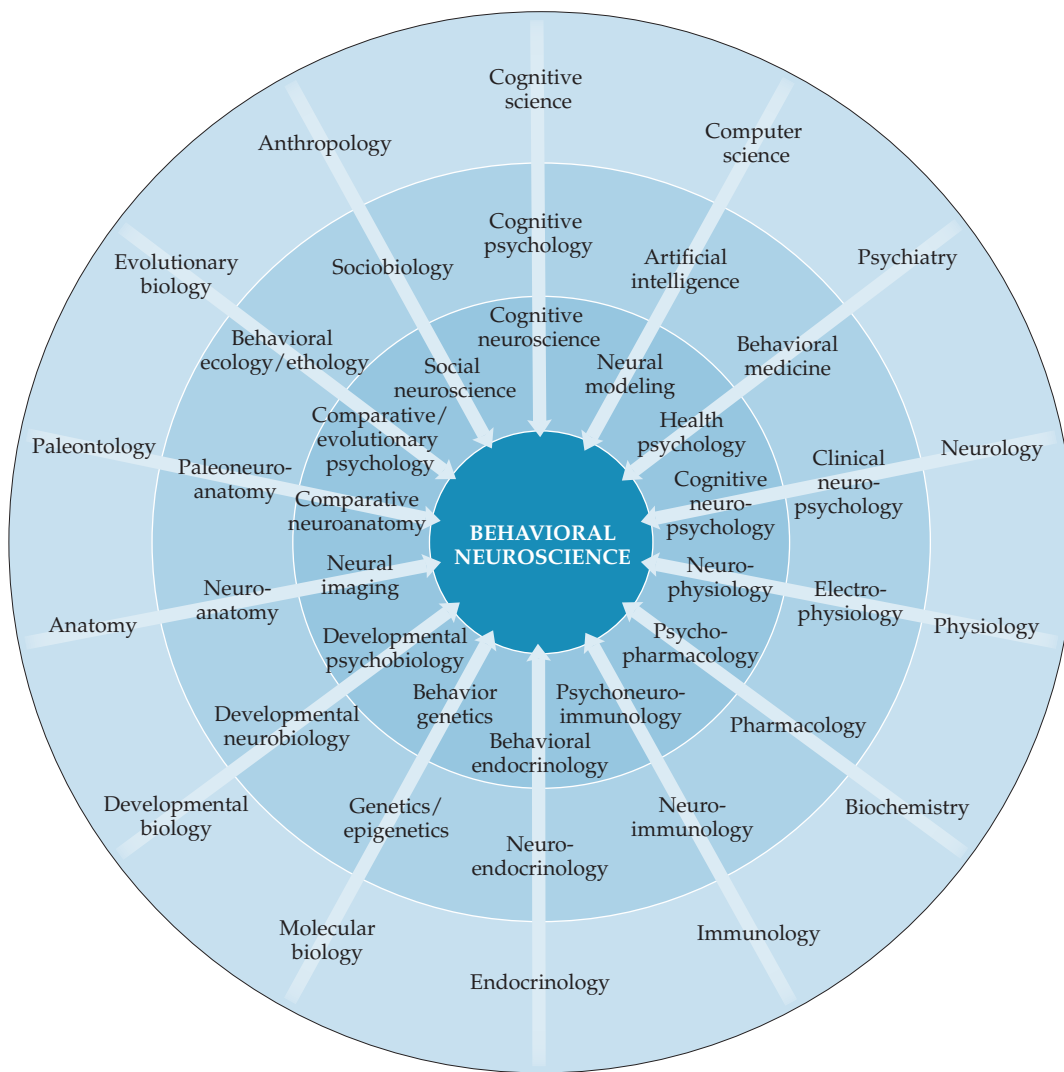 Cognitive
science
Computer
science
Anthropology
Cognitive
psychology
Evolutionary
biology
Sociobiology
Artificial
intelligence
Psychiatry
Cognitive
neuroscience
Behavioral
ecology/ethology
Behavioral
medicine
Social
neuroscience
Neural
modeling
Comparative/
evolutionary
psychology
Health
psychology
Paleontology
Paleoneuro-
anatomy
Neurology
Clinical
neuro-
psychology
Cognitive
neuro-
psychology
Comparative
neuroanatomy
BEHAVIORAL
NEUROSCIENCE
Neural
imaging
Neuro-
physiology
Neuro-
anatomy
Electro-
physiology
Anatomy
Physiology
Developmental
psychobiology
Psycho-
pharmacology
Behavior
genetics
Psychoneuro-
immunology
Developmental
neurobiology
Pharmacology
Behavioral
endocrinology
Developmental
biology
Genetics/
epigenetics
Neuro-
immunology
Biochemistry
Neuro-
endocrinology
Molecular
biology
Immunology
Endocrinology